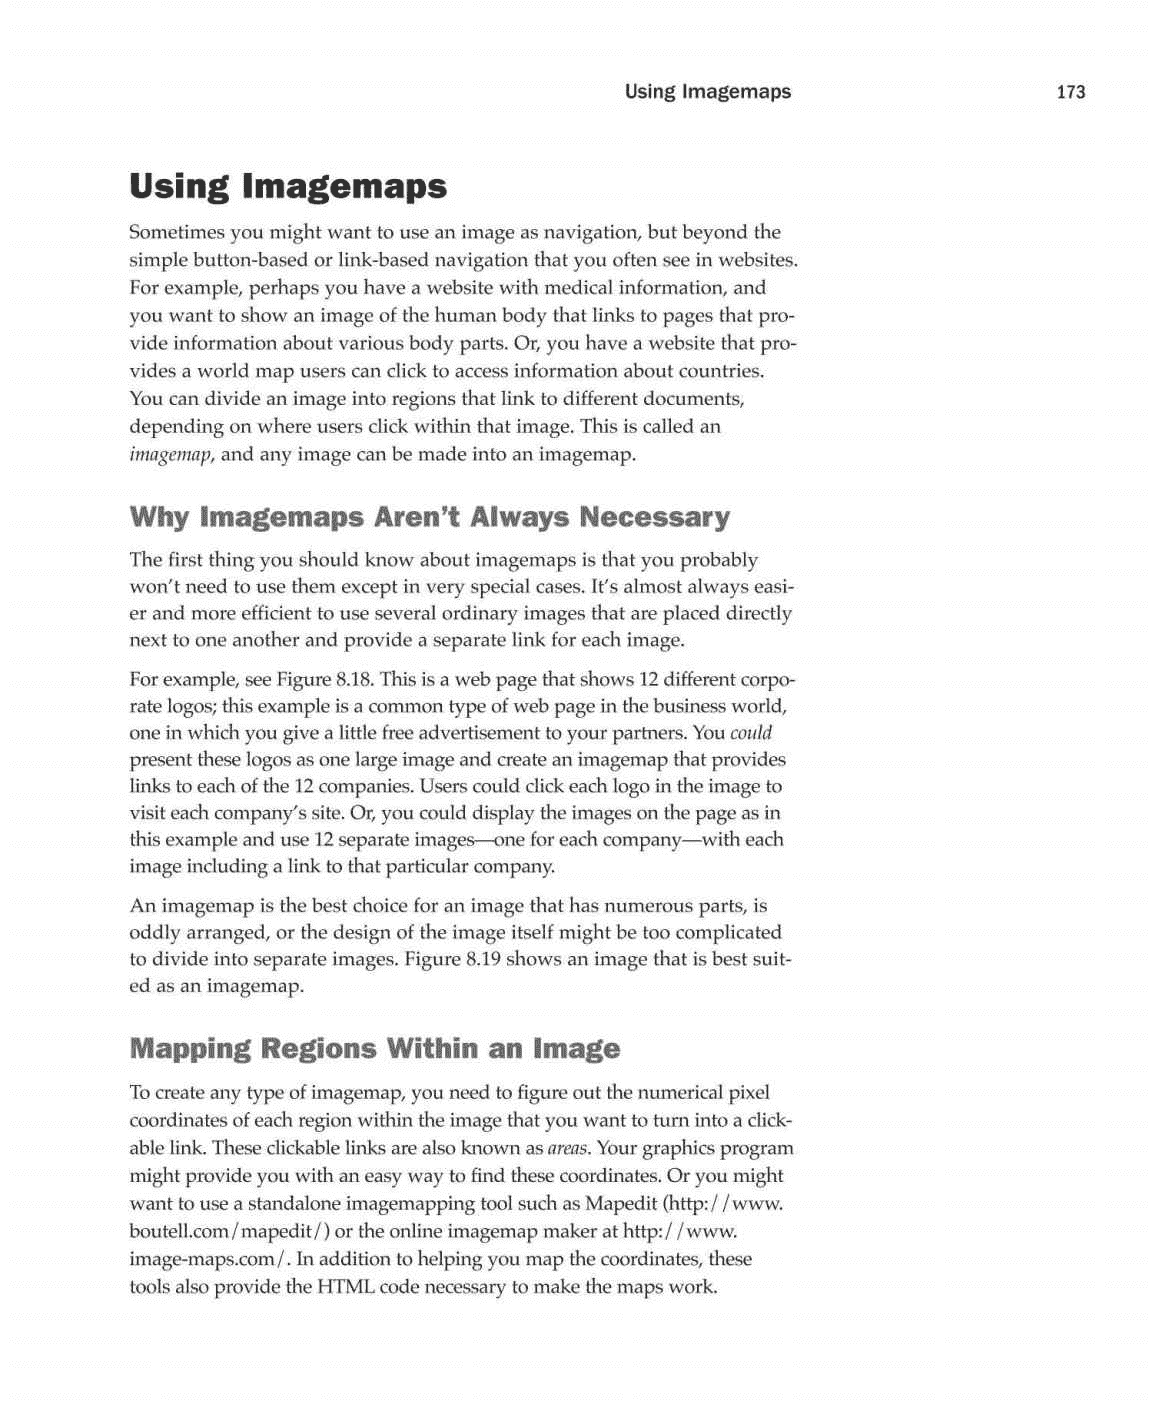 Using Imagemaps 173
Using Imagemaps
Sometimes you might want to use an image as navigation, but beyond the
simple button-based or link-based navigation that you often see in websites.
For example, perhaps you have a website with medical information, and
you want to show an image of the human body that links to pages that pro-
vide information about various body parts. Or, you have a website that pro-
vides a world map users can click to access information about countries.
You can divide an image into regions that link to different documents,
depending on where users click within that image. This is called an
imagemap, and any image can be made into an imagemap.
Why Imagemaps Aren't Always Necessary
The first thing you should know about imagemaps is that you probably
won't need to use them except in very special cases. It's almost always easi-
er and more efficient to use several ordinary images that are placed directly
next to one another and provide a separate link for each image.
For example, see Figure 8.18. This is a web page that shows 12 different corpo-
rate logos; this example is a common type of web page in the business world,
one in which you give a little free advertisement to your partners. You could
present these logos as one large image and create an imagemap that provides
links to each of the 12 companies. Users could click each logo in the image to
visit each company's site. Or, you could display the images on the page as in
this example and use 12 separate images—one for each company—with each
image including a link to that particular company.
An imagemap is the best choice for an image that has numerous parts, is
oddly arranged, or the design of the image itself might be too complicated
to divide into separate images. Figure 8.19 shows an image that is best suit-
ed as an imagemap.
Mapping Regions Within an Image
To create any type of imagemap, you need to figure out the numerical pixel
coordinates of each region within the image that you want to turn into a click-
able link. These clickable links are also known as areas. Your graphics program
might provide you with an easy way to find these coordinates. Or you might
want to use a standalone imagemapping tool such as Mapedit (http://www.
boutell.com/mapedit/) or the online imagemap maker at http://www.
image-maps.com/. In addition to helping you map the coordinates, these
tools also provide the HTML code necessary to make the maps work.